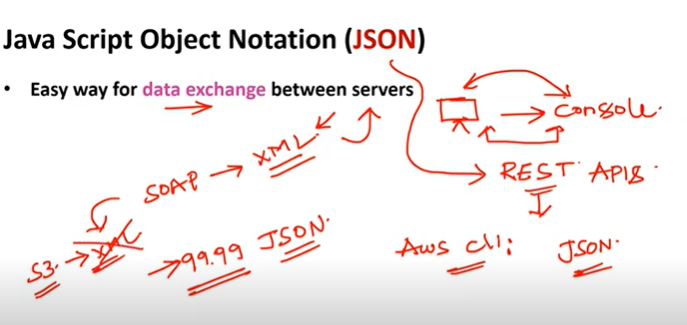 Java Script Object Notation (JSON)
• Easy way for data exchange between servers
→ Console.
SOAP → XML
→ REST APIs.
S3. → XML
→ 99.99 JSON.
Aws cli: JSON.